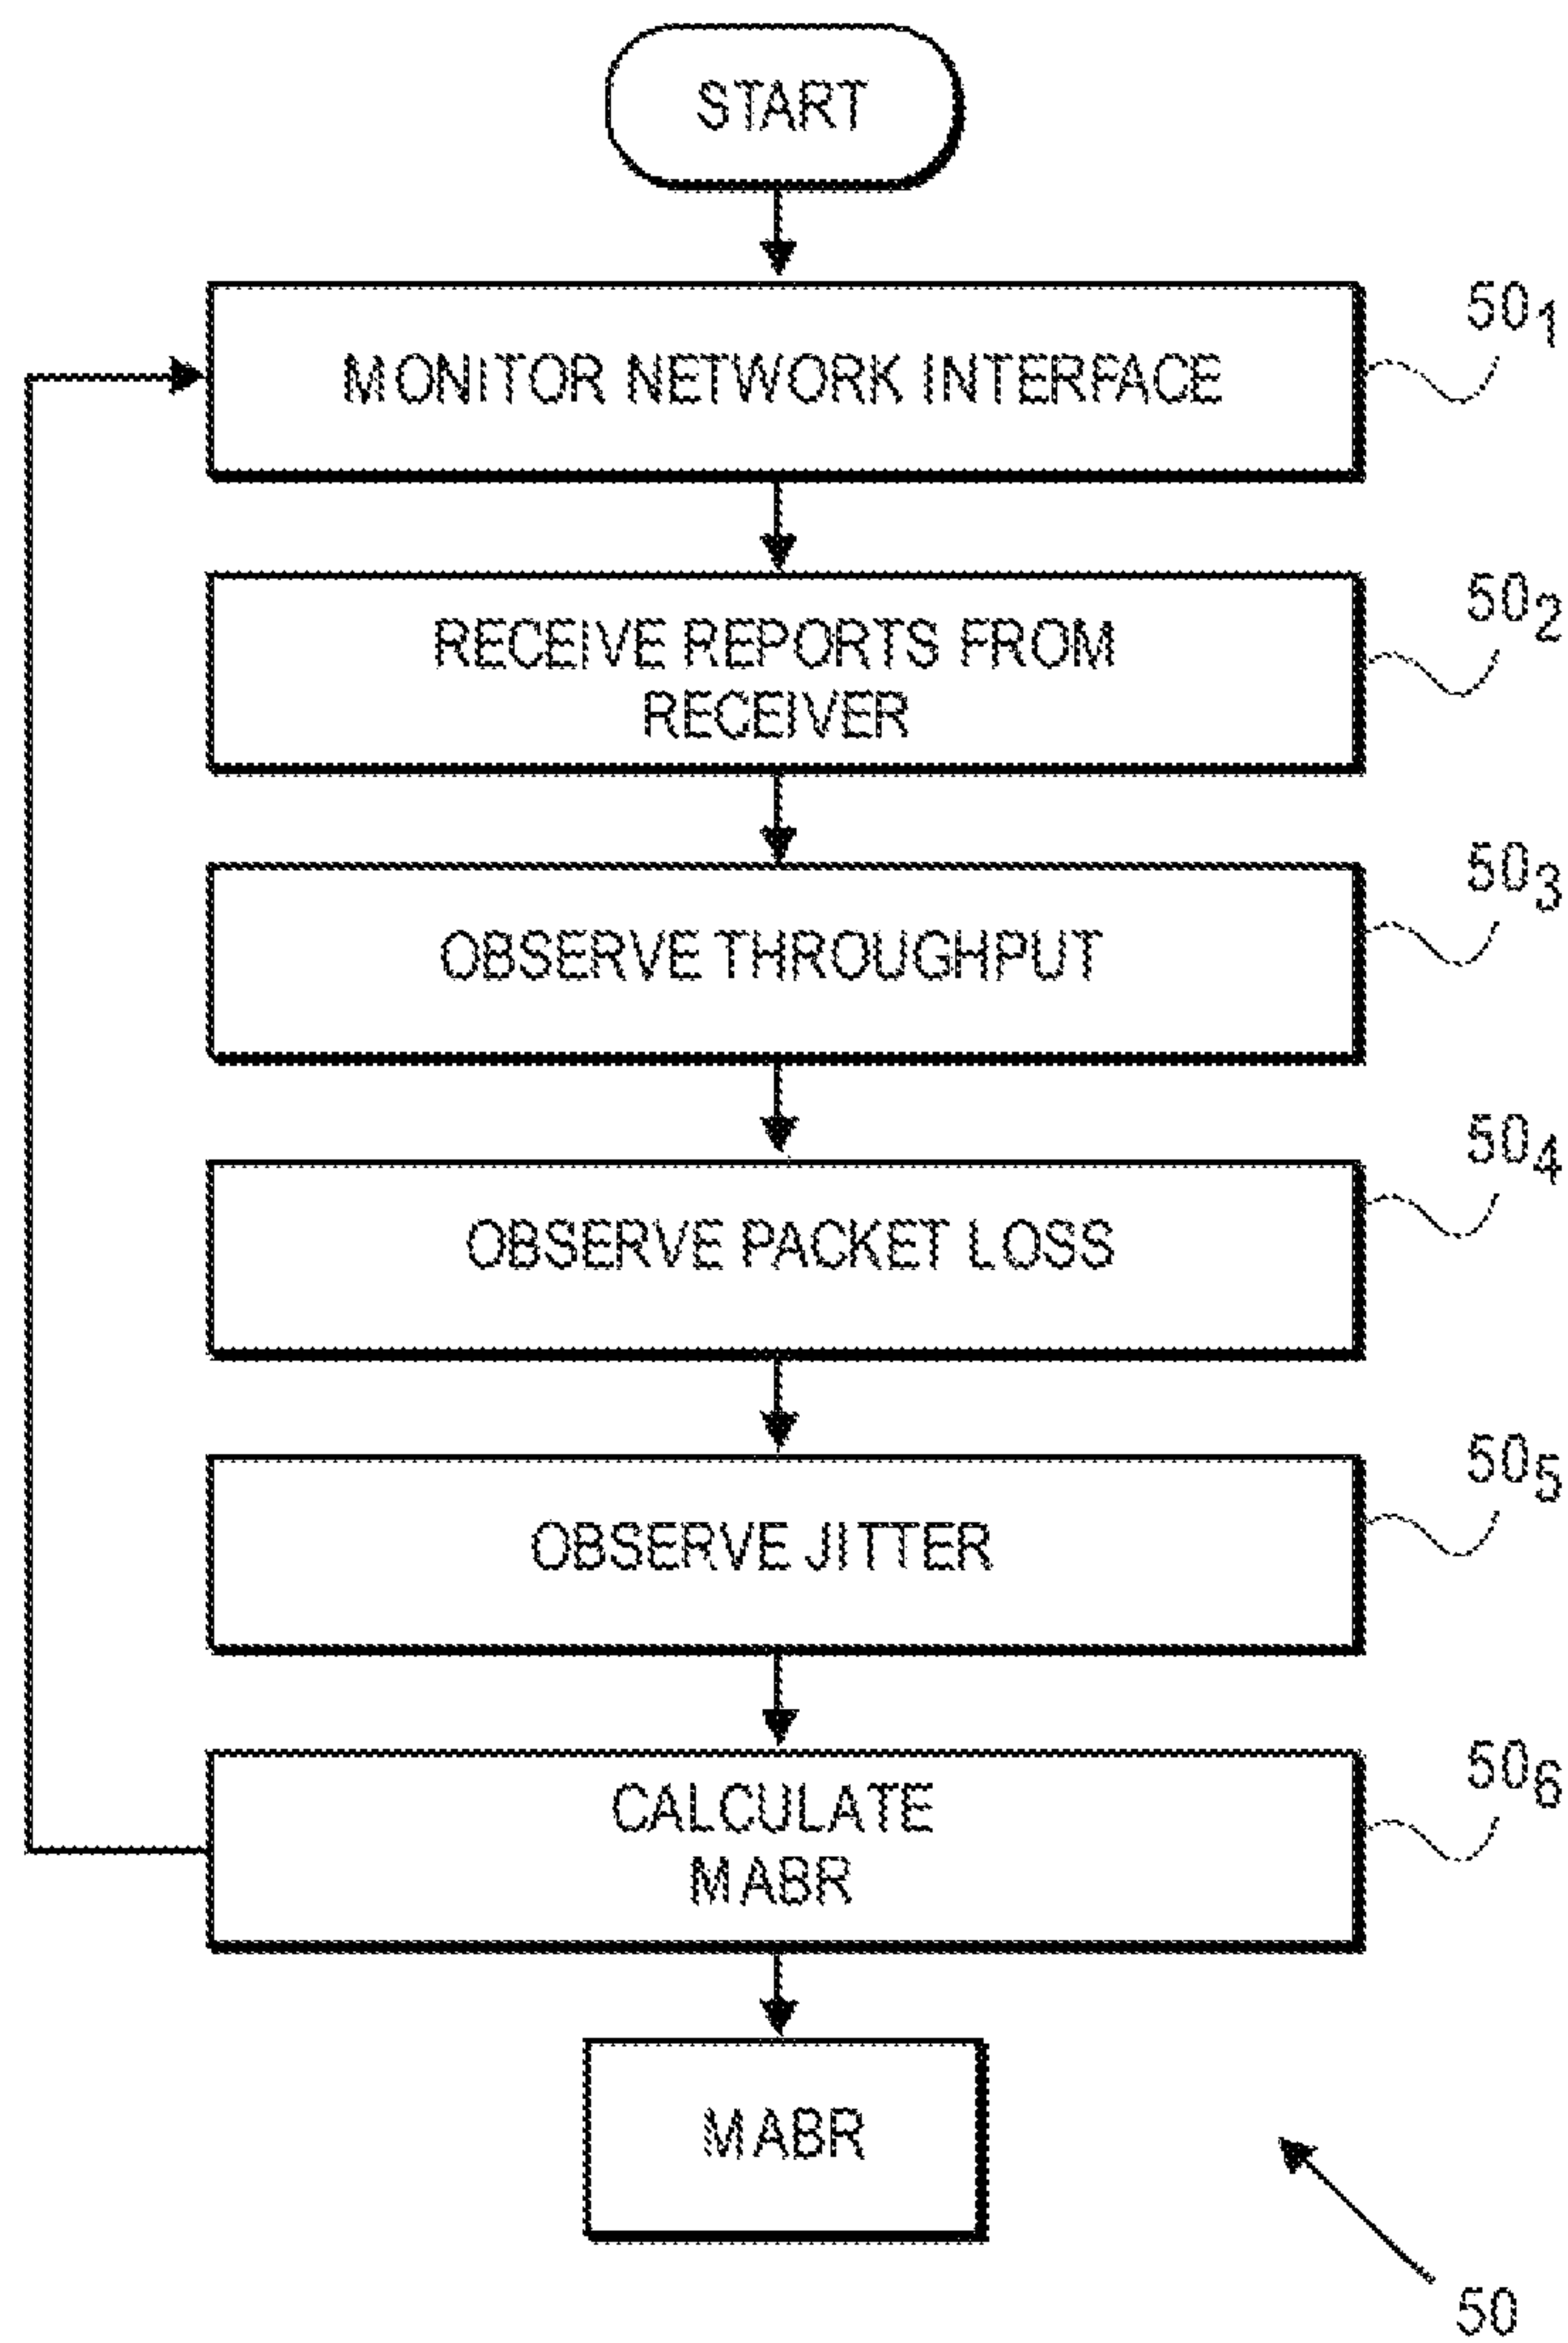 START
MONITOR NETWORK INTERFACE
50₁
RECEIVE REPORTS FROM
RECEIVER
50₂
OBSERVE THROUGHPUT
50₃
OBSERVE PACKET LOSS
50₄
OBSERVE JITTER
50₅
CALCULATE
MABR
50₆
MABR
50